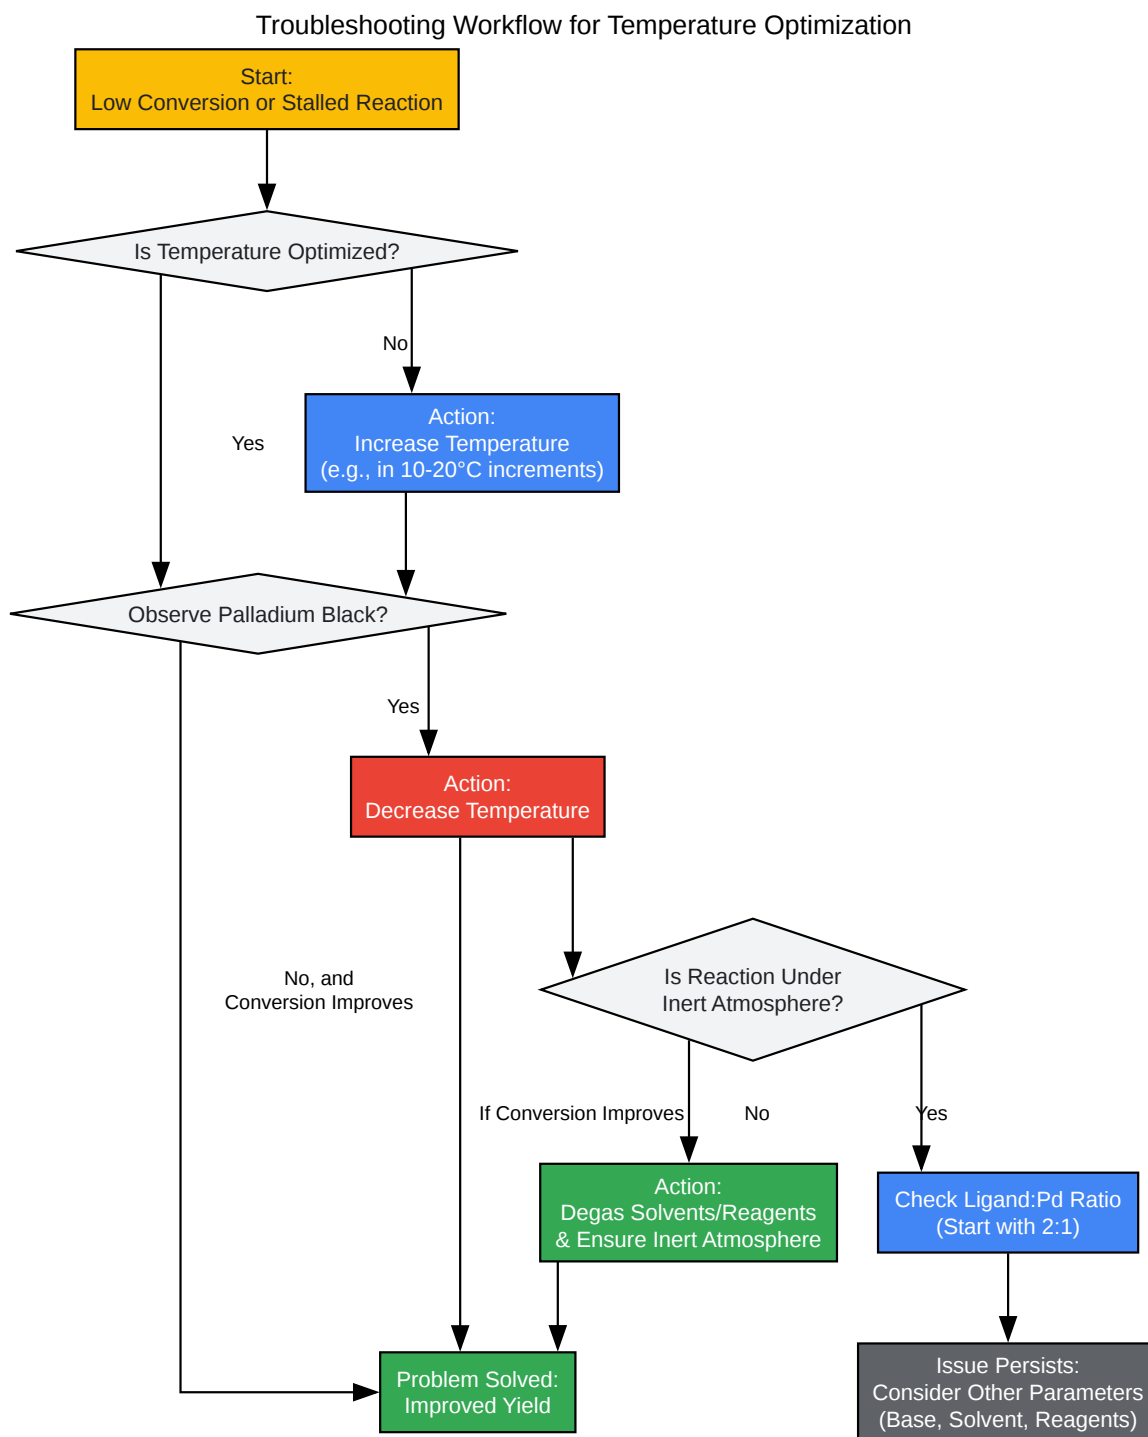 Troubleshooting Workflow for Temperature Optimization
Start:
Low Conversion or Stalled Reaction
Is Temperature Optimized?
No
Yes
Action:
Increase Temperature
(e.g., in 10-20°C increments)
Observe Palladium Black?
Yes
Action:
Decrease Temperature
No, and
Conversion Improves
Is Reaction Under
Inert Atmosphere?
If Conversion Improves
No
Yes
Action:
Degas Solvents/Reagents
& Ensure Inert Atmosphere
Check Ligand:Pd Ratio
(Start with 2:1)
Problem Solved:
Improved Yield
Issue Persists:
Consider Other Parameters
(Base, Solvent, Reagents)